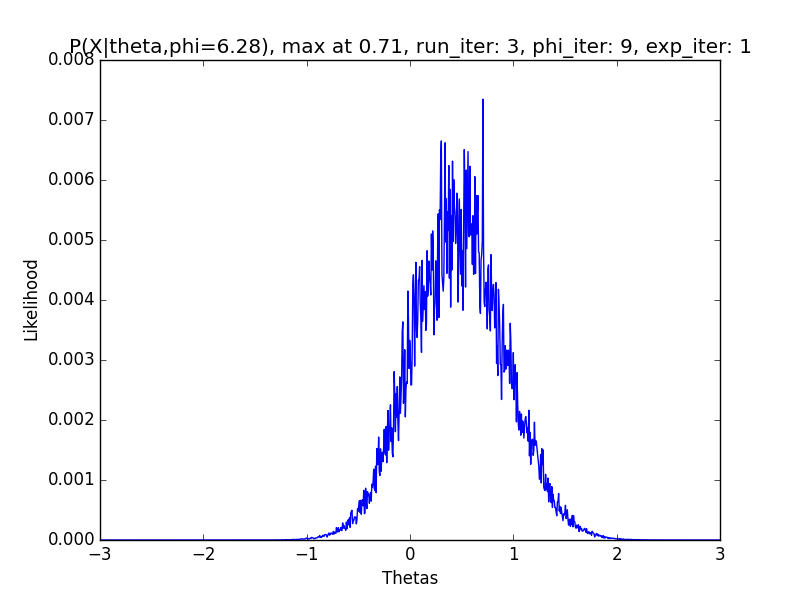 P(X|theta,phi=6.28), max at 0.71, run_iter: 3, phi_iter: 9, exp_iter: 1
0.008
0.007
0.006
0.005
0.004
0.003
0.002
0.001
0.000
Likelihood
−3 −2 −1 0 1 2 3
Thetas